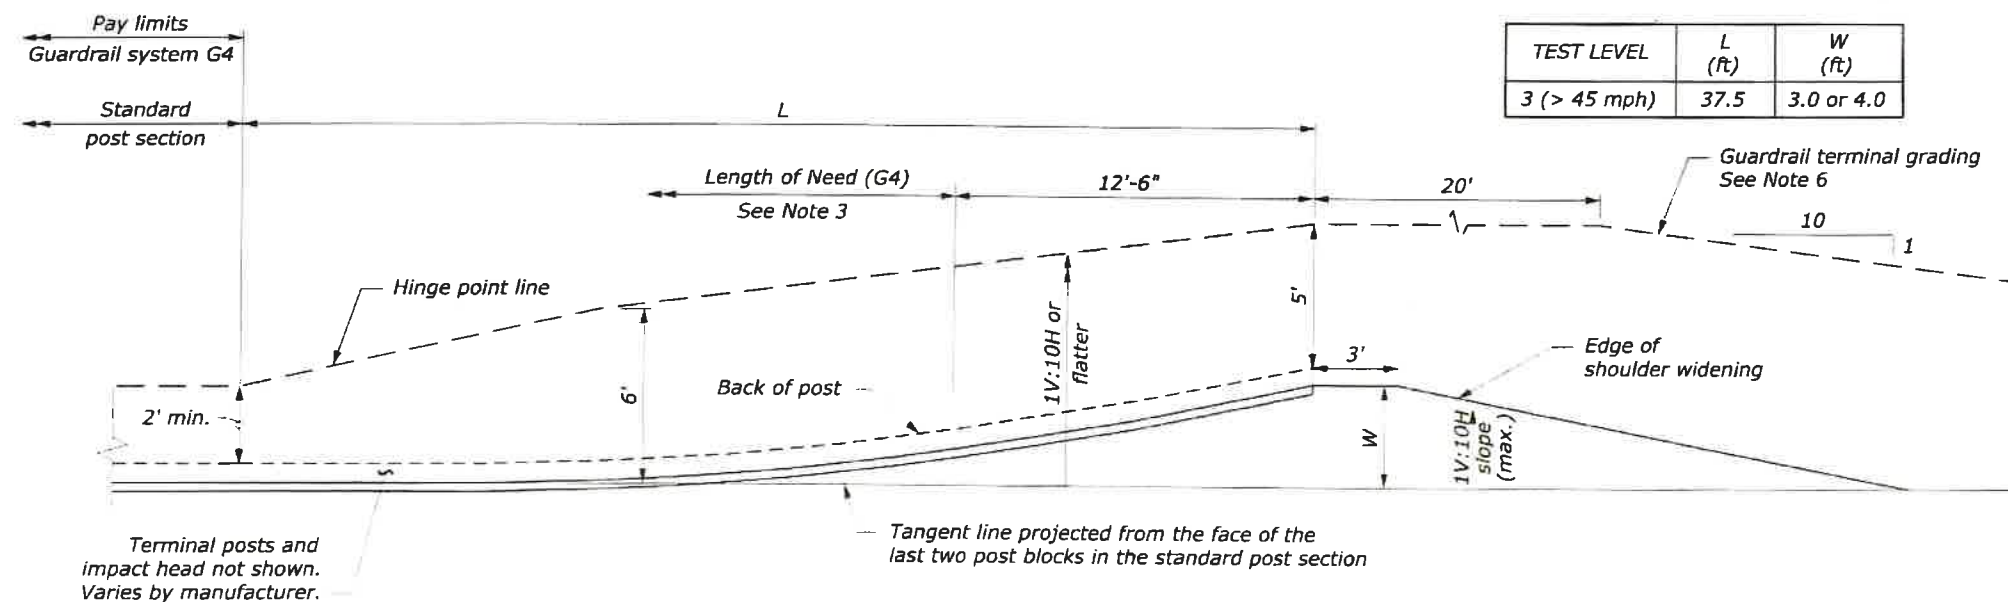 Pay limits
Guardrail system G4
Standard
post section
L
TEST LEVEL
L
(ft)
W
(ft)
3 (> 45 mph)
37.5
3.0 or 4.0
Length of Need (G4)
See Note 3
12'-6"
20'
Guardrail terminal grading
See Note 6
10
1
Hinge point line
2' min.
6'
Back of post
1V:10H or
flatter
5'
3'
Edge of
shoulder widening
W
1V:10H
slope
(max.)
Terminal posts and
impact head not shown.
Varies by manufacturer.
Tangent line projected from the face of the
last two post blocks in the standard post section